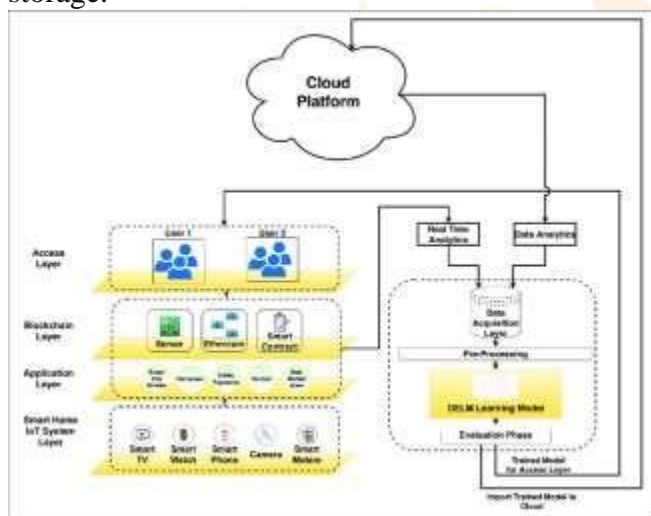 storage.
Cloud
Platform
User 1
User 2
Access
Layer
Real Time
Analytics
Data Analytics
Data
Acquisition
Layer
Blockchain
Layer
Server
Ethereum
Smart
Contract
Pre-Processing
Application
Layer
DELM Learning Model
Smart Home
IoT System
Layer
Smart
TV
Smart
Watch
Smart
Phone
Camera
Smart
Meters
Evaluation Phase
Trained Model
for Access Layer
Import Trained Model to
Cloud